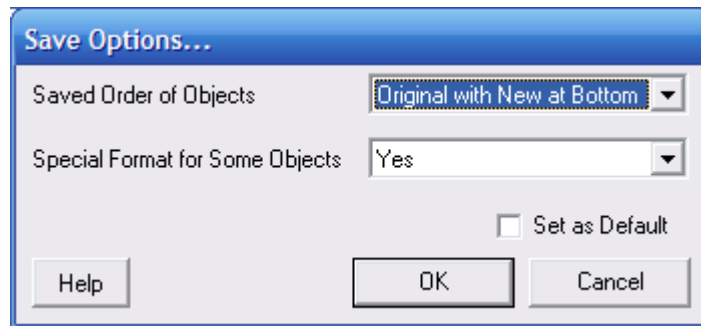 Save Options...
Saved Order of Objects Original with New at Bottom
Special Format for Some Objects Yes
Set as Default
Help OK Cancel